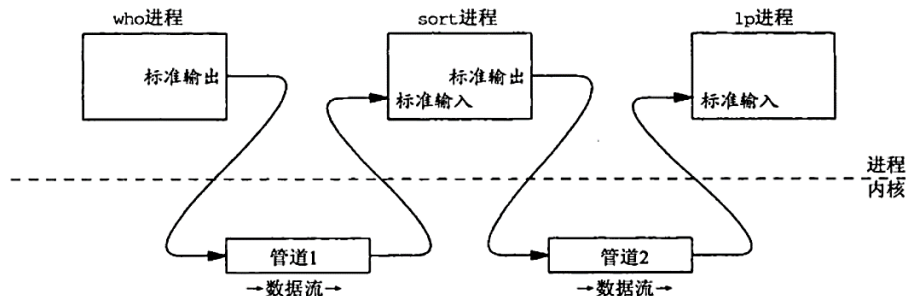 who进程
sort进程
lp进程
标准输出
标准输出
标准输入
标准输入
进程
内核
管道1
管道2
→数据流→
→数据流→